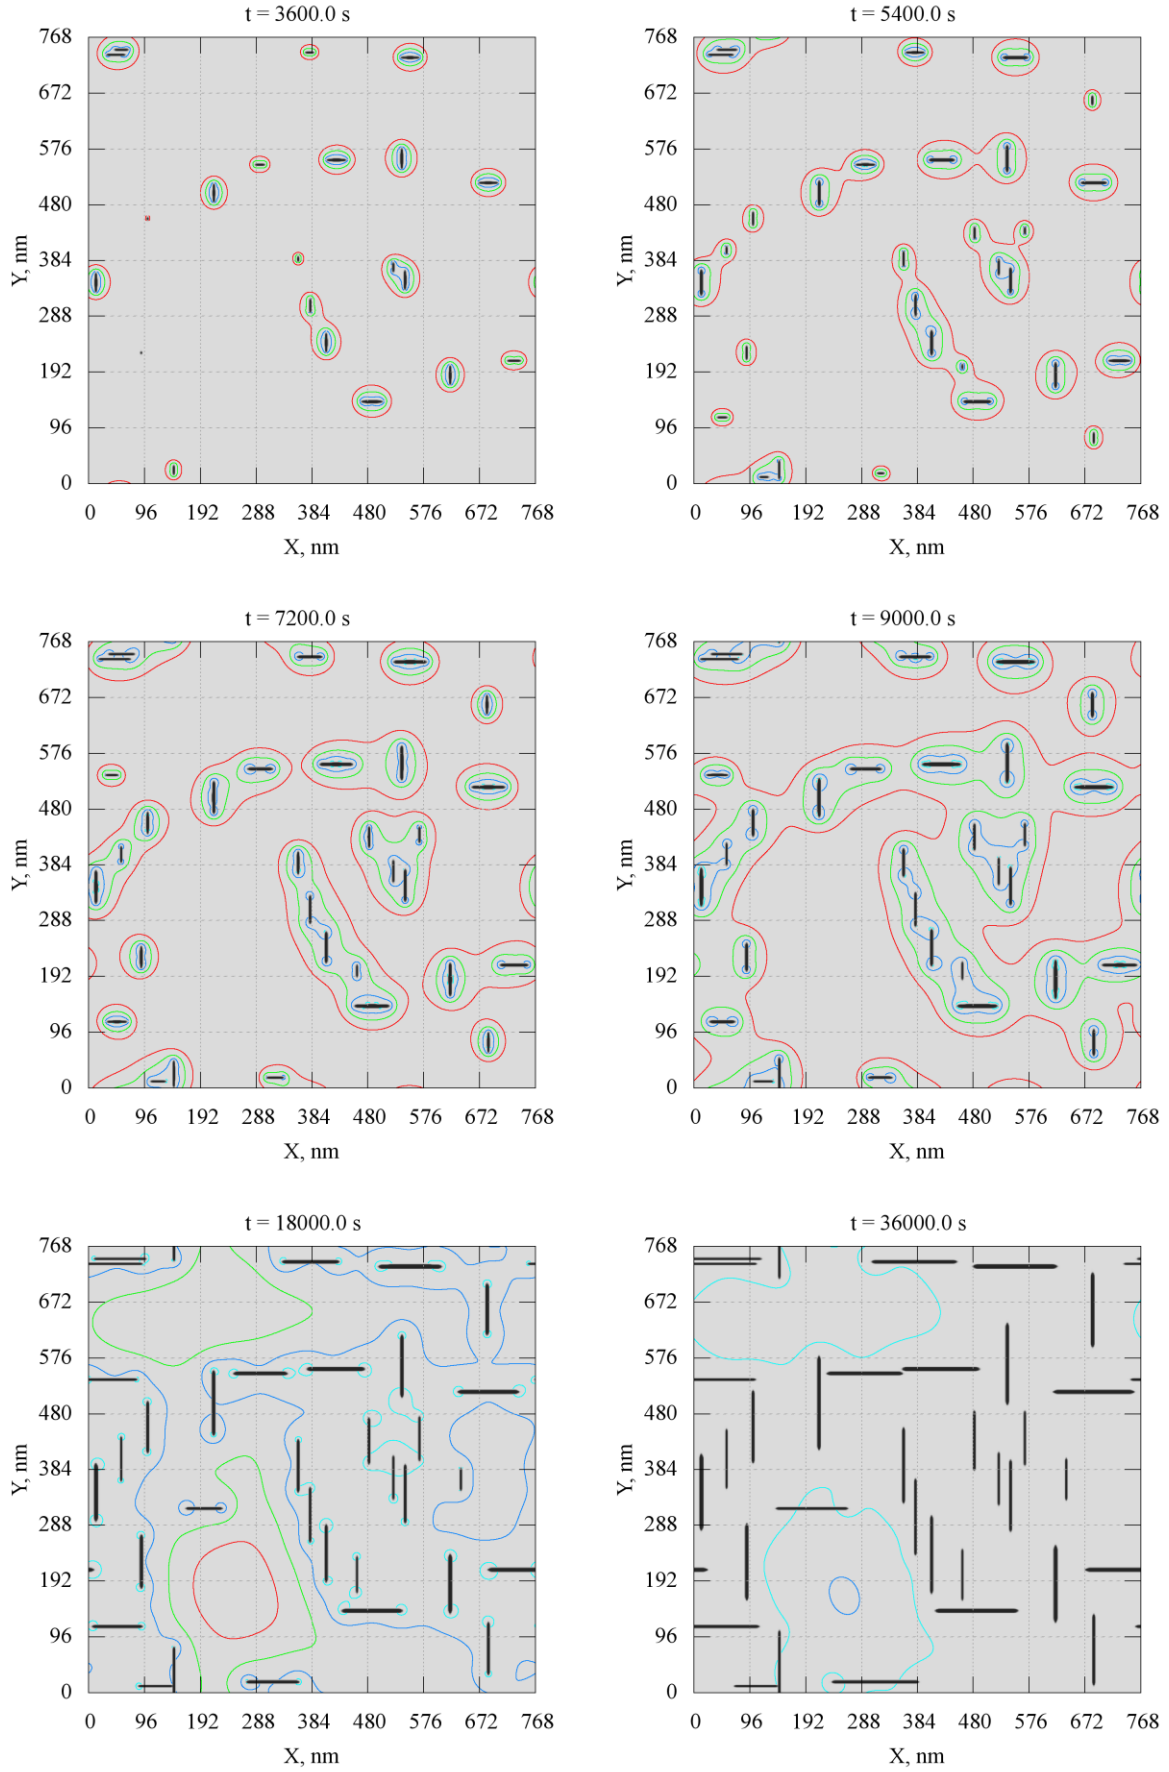 t = 3600.0 s
t = 5400.0 s
768
672
576
480
384
288
192
96
0
Y, nm
0 96 192 288 384 480 576 672 768
X, nm
768
672
576
480
384
288
192
96
0
Y, nm
0 96 192 288 384 480 576 672 768
X, nm
t = 7200.0 s
t = 9000.0 s
768
672
576
480
384
288
192
96
0
Y, nm
0 96 192 288 384 480 576 672 768
X, nm
768
672
576
480
384
288
192
96
0
Y, nm
0 96 192 288 384 480 576 672 768
X, nm
t = 18000.0 s
t = 36000.0 s
768
672
576
480
384
288
192
96
0
Y, nm
0 96 192 288 384 480 576 672 768
X, nm
768
672
576
480
384
288
192
96
0
Y, nm
0 96 192 288 384 480 576 672 768
X, nm